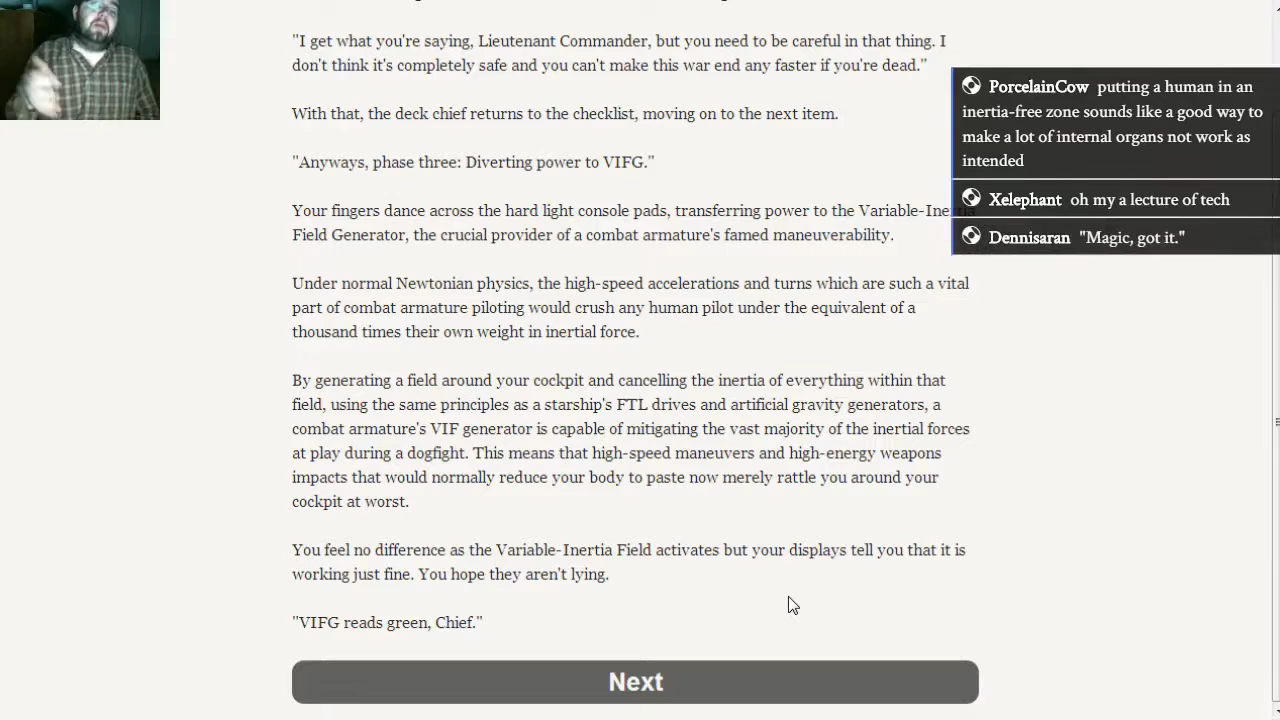 "I get what you're saying, Lieutenant Commander, but you need to be careful in that thing. I
don't think it's completely safe and you can't make this war end any faster if you're dead."
With that, the deck chief returns to the checklist, moving on to the next item.
"Anyways, phase three: Diverting power to VIFG."
Your fingers dance across the hard light console pads, transferring power to the Variable-Inertia
Field Generator, the crucial provider of a combat armature's famed maneuverability.
Under normal Newtonian physics, the high-speed accelerations and turns which are such a vital
part of combat armature piloting would crush any human pilot under the equivalent of a
thousand times their own weight in inertial force.
By generating a field around your cockpit and cancelling the inertia of everything within that
field, using the same principles as a starship's FTL drives and artificial gravity generators, a
combat armature's VIF generator is capable of mitigating the vast majority of the inertial forces
at play during a dogfight. This means that high-speed maneuvers and high-energy weapons
impacts that would normally reduce your body to paste now merely rattle you around your
cockpit at worst.
You feel no difference as the Variable-Inertia Field activates but your displays tell you that it is
working just fine. You hope they aren't lying.
"VIFG reads green, Chief."
Next
PorcelainCow putting a human in an
inertia-free zone sounds like a good way to
make a lot of internal organs not work as
intended
Xelephant oh my a lecture of tech
Dennisaran "Magic, got it."